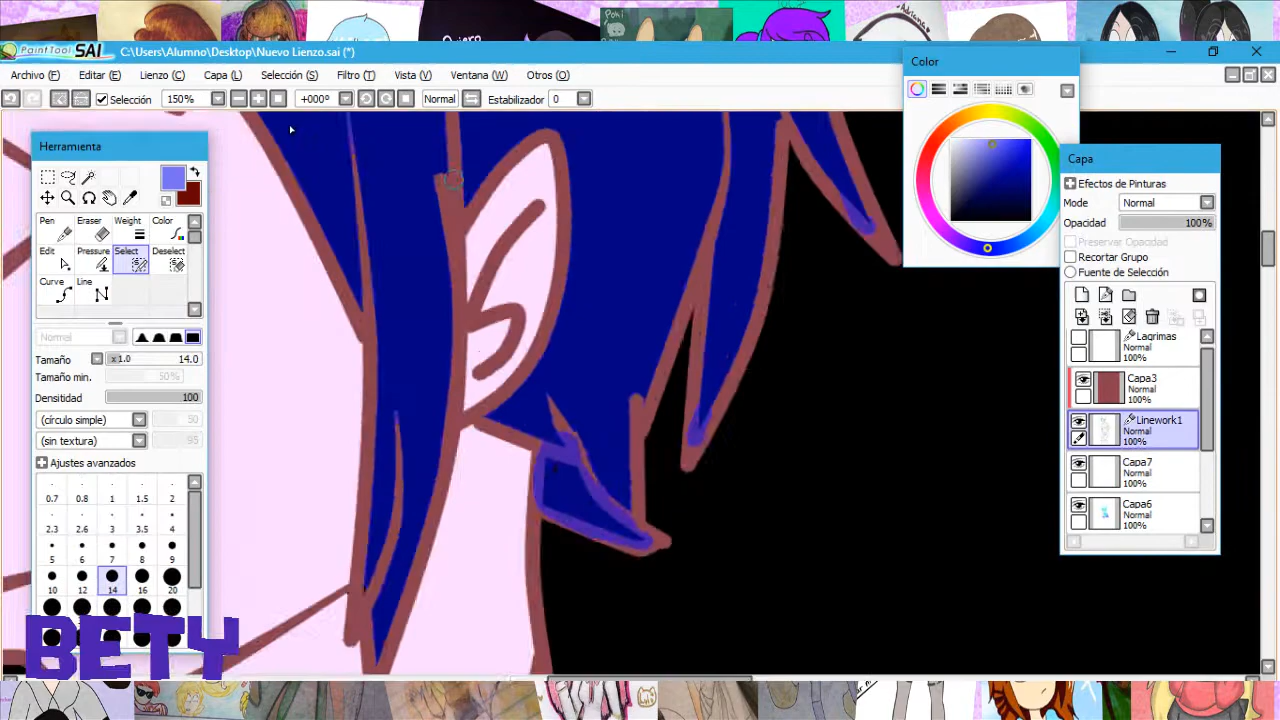 Poki
Adriana
PaintTool SAI C:\Users\Alumno\Desktop\Nuevo Lienzo.sai (*)
Archivo (F) Editar (E) Lienzo (C) Capa (L) Selección (S) Filtro (T) Vista (V) Ventana (W) Otros (O)
Selección 150% +000º Normal Estabilizador 0
Herramienta
Pen Eraser Weight Color
Edit Pressure Select Deselect
Curve Line
Normal
Tamaño x1.0 14.0
Tamaño min. 50%
Densidad 100
(círculo simple) 50
(sin textura) 95
Ajustes avanzados
0.7 0.8 1 1.5 2
2.3 2.6 3 3.5 4
5 6 7 8 9
10 12 14 16 20
BETY
Color
Capa
Efectos de Pinturas
Mode Normal
Opacidad 100%
Preservar Opacidad
Recortar Grupo
Fuente de Selección
Lagrimas
Normal
100%
Capa3
Normal
100%
Linework1
Normal
100%
Capa7
Normal
100%
Capa6
Normal
100%